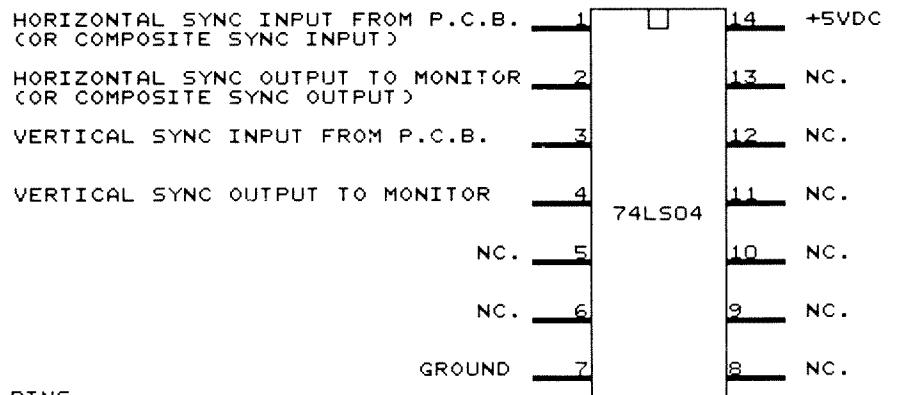 HORIZONTAL SYNC INPUT FROM P.C.B. 1
(OR COMPOSITE SYNC INPUT)
HORIZONTAL SYNC OUTPUT TO MONITOR 2
(OR COMPOSITE SYNC OUTPUT)
VERTICAL SYNC INPUT FROM P.C.B. 3
VERTICAL SYNC OUTPUT TO MONITOR 4
NC. 5
NC. 6
GROUND 7
74LS04
14 +5VDC
13 NC.
12 NC.
11 NC.
10 NC.
9 NC.
8 NC.